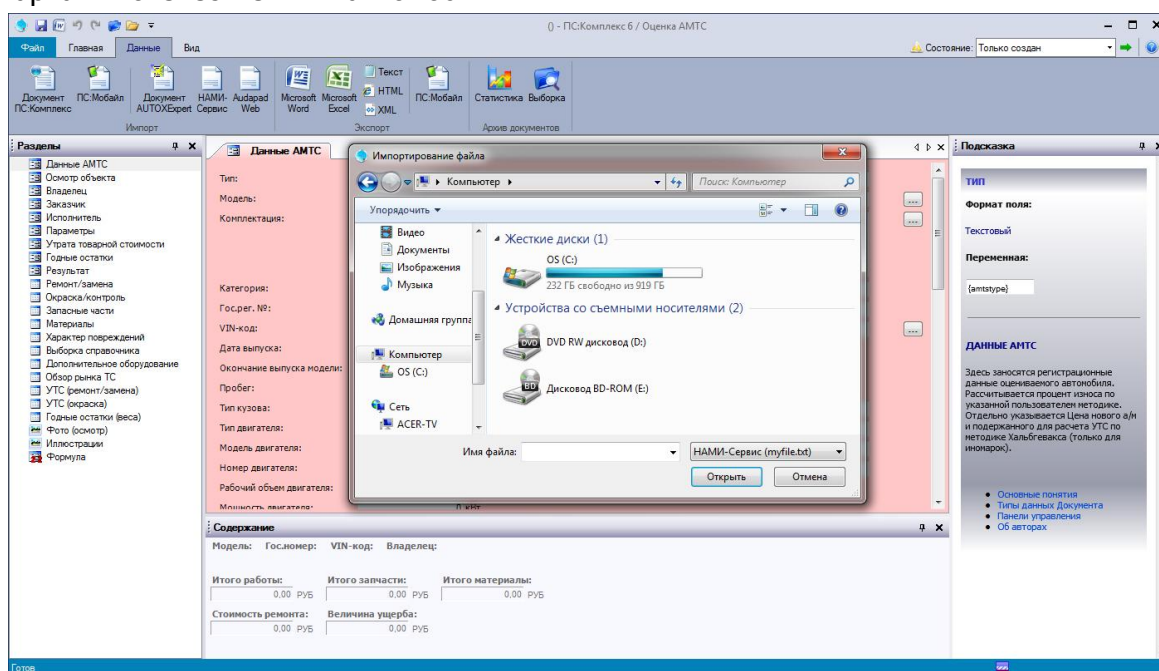 () - ПС:Комплекс 6 / Оценка АМТС
Файл Главная Данные Вид
Состояние: Только создан
Документ ПС:Комплекс
ПС:Мобайл
Документ AUTOXExpert
НАМИ-Сервис
Audapad Web
Microsoft Word
Microsoft Excel
Текст
HTML
XML
ПС:Мобайл
Статистика
Выборка
Импорт
Экспорт
Архив документов
Разделы
Данные АМТС
Осмотр объекта
Владелец
Заказчик
Исполнитель
Параметры
Утрата товарной стоимости
Годные остатки
Результат
Ремонт/замена
Окраска/контроль
Запасные части
Материалы
Характер повреждений
Выборка справочника
Дополнительное оборудование
Обзор рынка ТС
УТС (ремонт/замена)
УТС (окраска)
Годные остатки (веса)
Фото (осмотр)
Иллюстрации
Формула
Данные АМТС
Тип:
Модель:
Комплектация:
Категория:
Гос.рег. №:
VIN-код:
Дата выпуска:
Окончание выпуска модели:
Пробег:
Тип кузова:
Тип двигателя:
Модель двигателя:
Номер двигателя:
Рабочий объем двигателя:
Мощность двигателя: 0 кВт
Импортирование файла
Компьютер
Поиск: Компьютер
Упорядочить
Видео
Документы
Изображения
Музыка
Домашняя группа
Компьютер
OS (C:)
Сеть
ACER-TV
Жесткие диски (1)
OS (C:)
232 ГБ свободно из 919 ГБ
Устройства со съемными носителями (2)
DVD RW дисковод (D:)
Дисковод BD-ROM (E:)
Имя файла:
НАМИ-Сервис (myfile.txt)
Открыть Отмена
Содержание
Модель: Гос.номер: VIN-код: Владелец:
Итого работы: Итого запчасти: Итого материалы:
0,00 РУБ 0,00 РУБ 0,00 РУБ
Стоимость ремонта: Величина ущерба:
0,00 РУБ 0,00 РУБ
Подсказка
ТИП
Формат поля:
Текстовый
Переменная:
{amtstype}
ДАННЫЕ АМТС
Здесь заносятся регистрационные
данные оцениваемого автомобиля.
Рассчитывается процент износа по
указанной пользователем методике.
Отдельно указывается Цена нового а/м
и подержанного для расчета УТС по
методике Хальбгевакса (только для
иномарок).
Основные понятия
Типы данных Документа
Панели управления
Об авторах
Готов